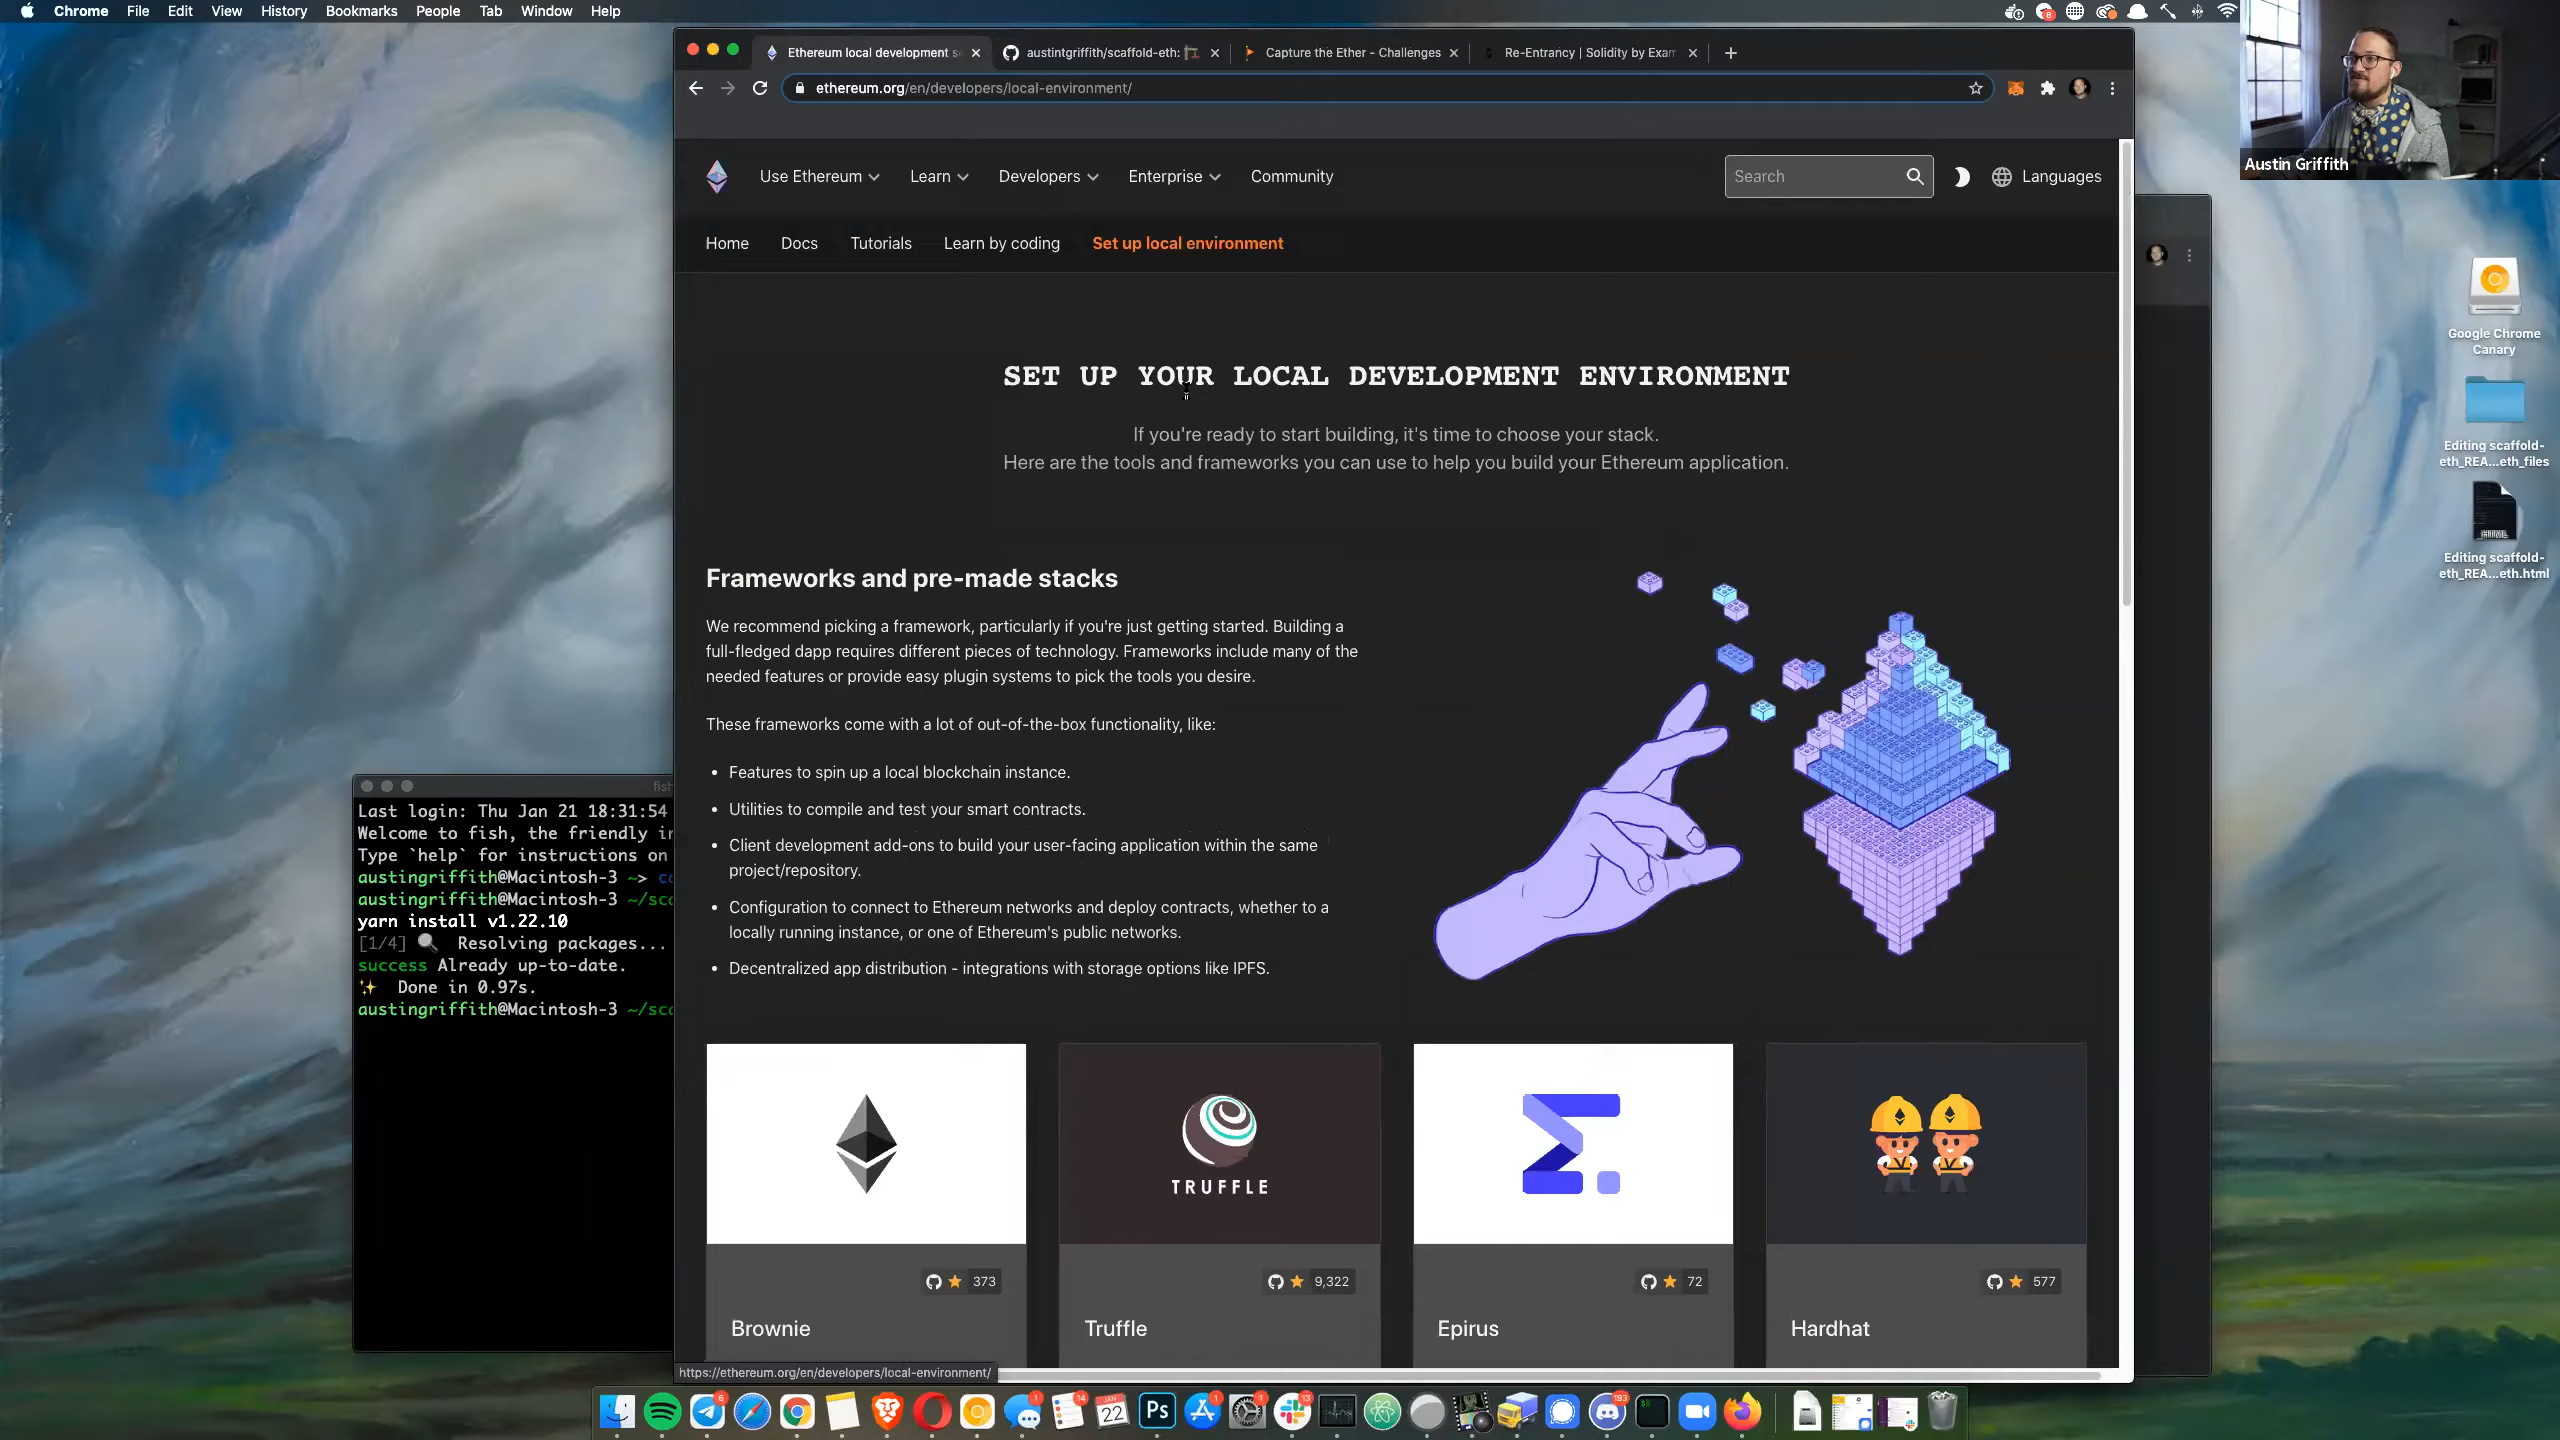 Chrome File Edit View History Bookmarks People Tab Window Help
Ethereum local development s
austintgriffith/scaffold-eth:
Capture the Ether - Challenges
Re-Entrancy | Solidity by Exam
ethereum.org/en/developers/local-environment/
Austin Griffith
Use Ethereum Learn Developers Enterprise Community
Search
Languages
Home Docs Tutorials Learn by coding Set up local environment
SET UP YOUR LOCAL DEVELOPMENT ENVIRONMENT
If you're ready to start building, it's time to choose your stack.
Here are the tools and frameworks you can use to help you build your Ethereum application.
Frameworks and pre-made stacks
We recommend picking a framework, particularly if you're just getting started. Building a
full-fledged dapp requires different pieces of technology. Frameworks include many of the
needed features or provide easy plugin systems to pick the tools you desire.
These frameworks come with a lot of out-of-the-box functionality, like:
• Features to spin up a local blockchain instance.
• Utilities to compile and test your smart contracts.
• Client development add-ons to build your user-facing application within the same
project/repository.
• Configuration to connect to Ethereum networks and deploy contracts, whether to a
locally running instance, or one of Ethereum's public networks.
• Decentralized app distribution - integrations with storage options like IPFS.
TRUFFLE
373
9,322
72
577
Brownie
Truffle
Epirus
Hardhat
https://ethereum.org/en/developers/local-environment/
fish
Last login: Thu Jan 21 18:31:54
Welcome to fish, the friendly in
Type `help` for instructions on
austingriffith@Macintosh-3 ~> co
austingriffith@Macintosh-3 ~/sca
yarn install v1.22.10
[1/4] 🔍 Resolving packages...
success Already up-to-date.
✨ Done in 0.97s.
austingriffith@Macintosh-3 ~/sca
Google Chrome
Canary
Editing scaffold-
eth_REA...eth_files
Editing scaffold-
eth_REA...eth.html
6
1
14
22
Ps
1
1
13
193